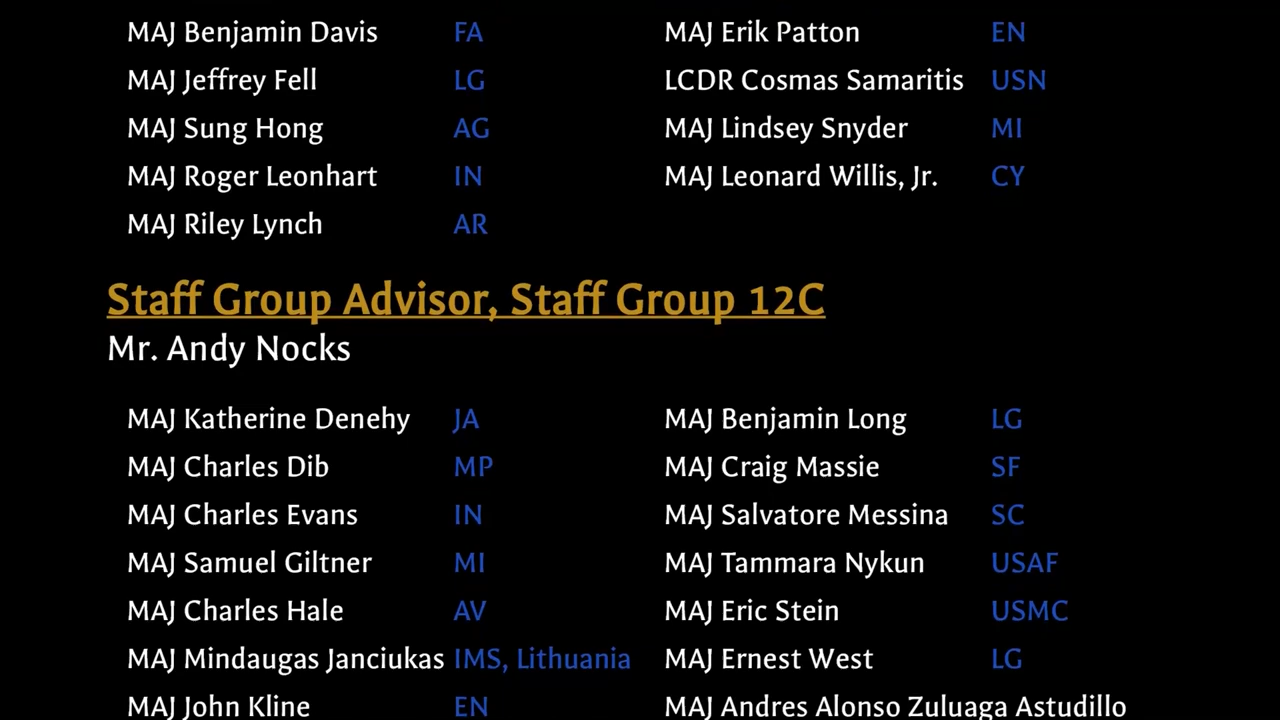 MAJ Benjamin Davis FA MAJ Erik Patton EN
MAJ Jeffrey Fell LG LCDR Cosmas Samaritis USN
MAJ Sung Hong AG MAJ Lindsey Snyder MI
MAJ Roger Leonhart IN MAJ Leonard Willis, Jr. CY
MAJ Riley Lynch AR
Staff Group Advisor, Staff Group 12C
Mr. Andy Nocks
MAJ Katherine Denehy JA MAJ Benjamin Long LG
MAJ Charles Dib MP MAJ Craig Massie SF
MAJ Charles Evans IN MAJ Salvatore Messina SC
MAJ Samuel Giltner MI MAJ Tammara Nykun USAF
MAJ Charles Hale AV MAJ Eric Stein USMC
MAJ Mindaugas Janciukas IMS, Lithuania MAJ Ernest West LG
MAJ John Kline EN MAJ Andres Alonso Zuluaga Astudillo